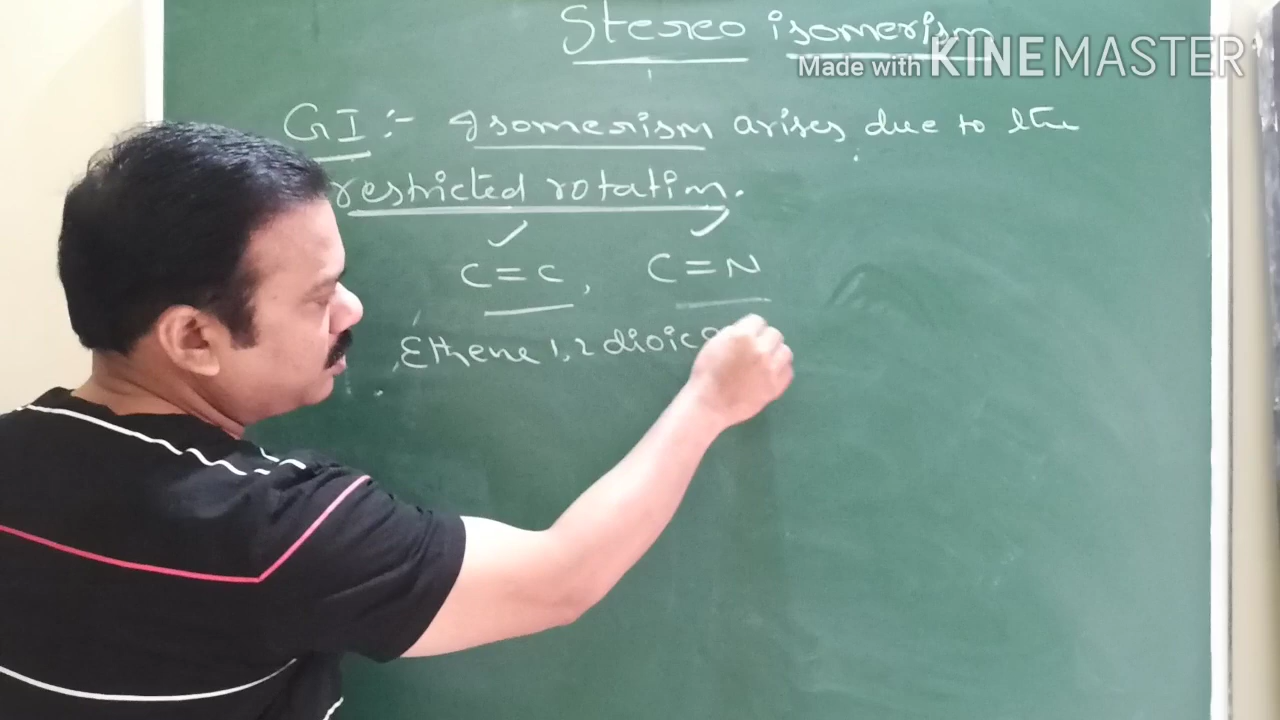 Stereo isomerism
Made with KINEMASTER
GI :- Isomerism arises due to the
restricted rotation.
C=C, C=N
Ethene 1,2 dioic